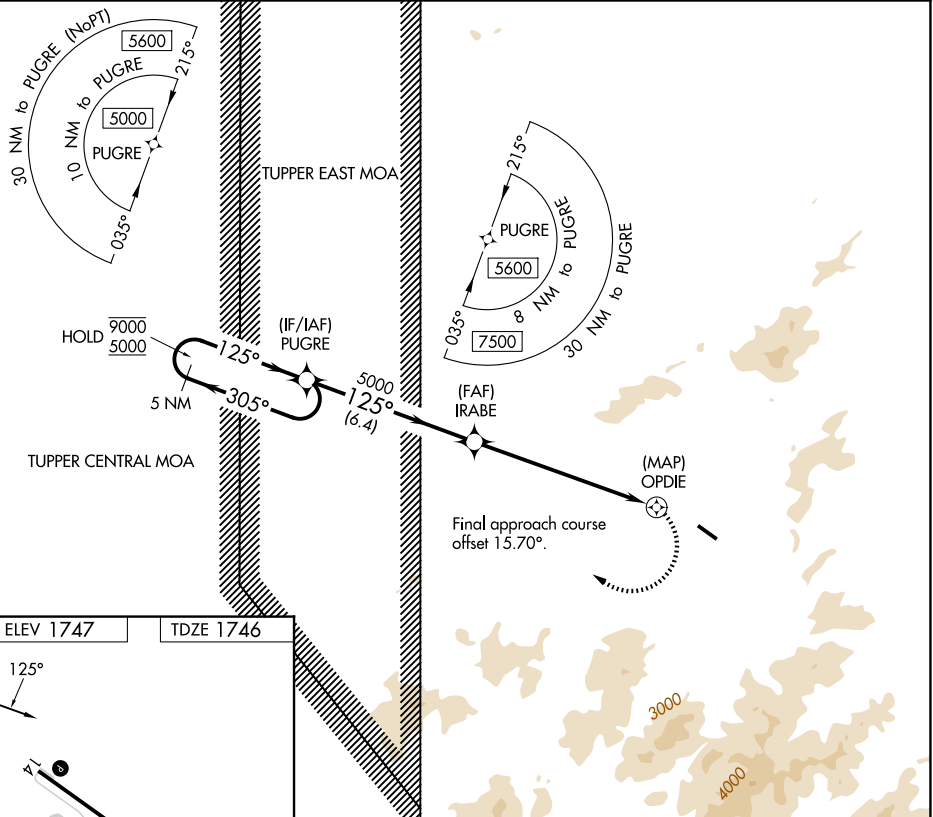 30 NM to PUGRE (NoPT)
5600
215°
10 NM to PUGRE
5000
PUGRE
035°
TUPPER EAST MOA
215°
PUGRE
5600
8 NM to PUGRE
035°
7500
30 NM to PUGRE
HOLD 9000
5000
125°
(IF/IAF)
PUGRE
305°
5 NM
5000
125°
(6.4)
(FAF)
IRABE
TUPPER CENTRAL MOA
(MAP)
OPDIE
Final approach course
offset 15.70°.
3000
4000
ELEV 1747
TDZE 1746
125°
14
P